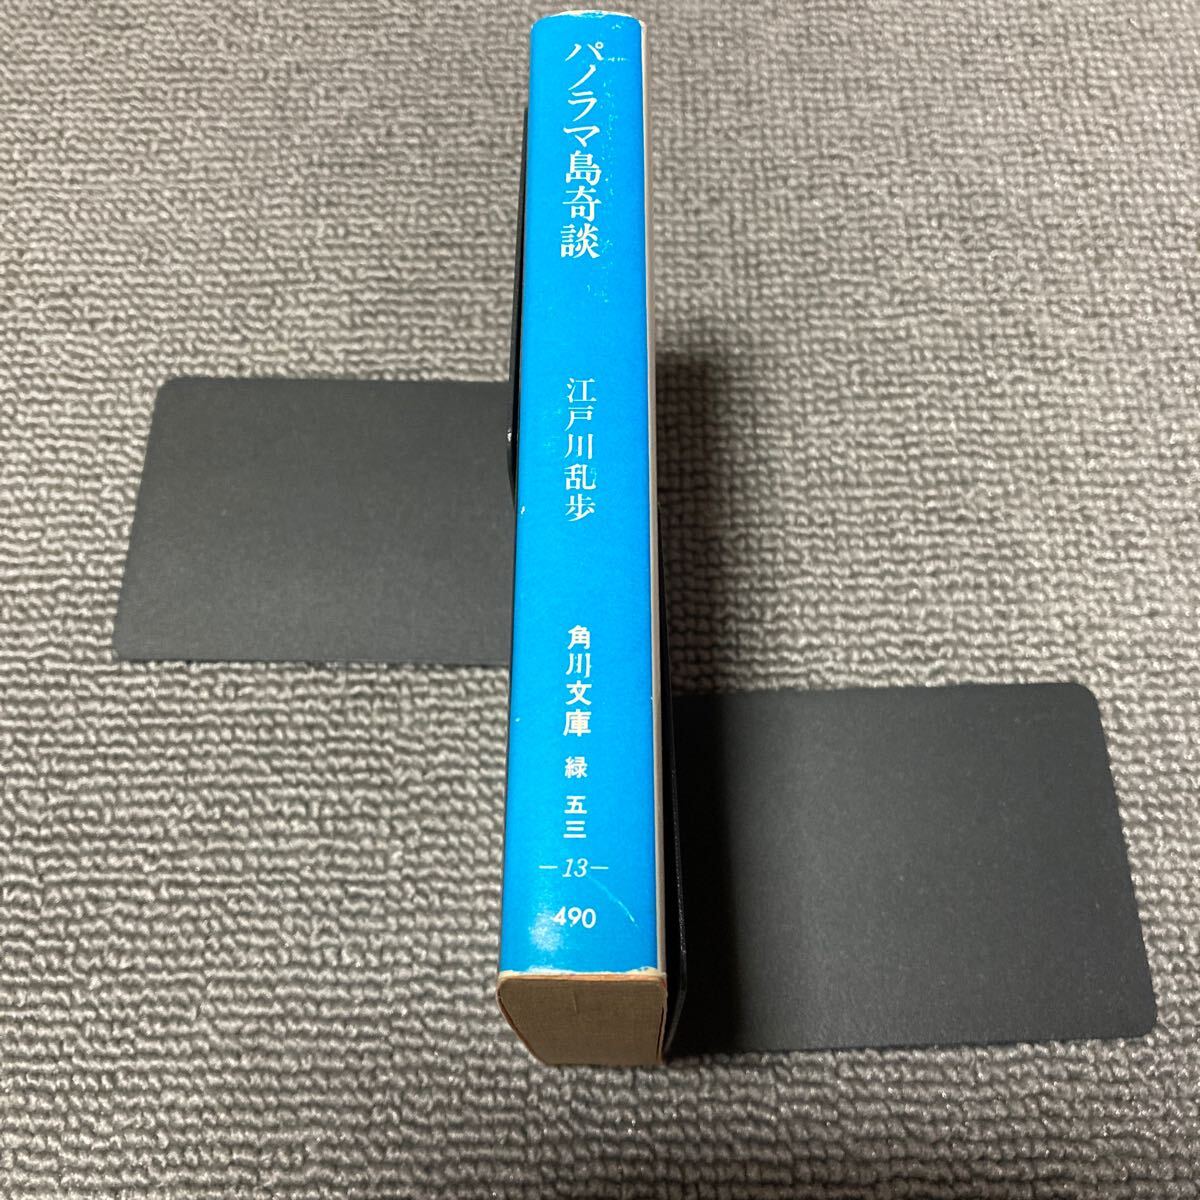 パノラマ島奇談
江戸川乱歩
角川文庫
緑 五三
—13—
490